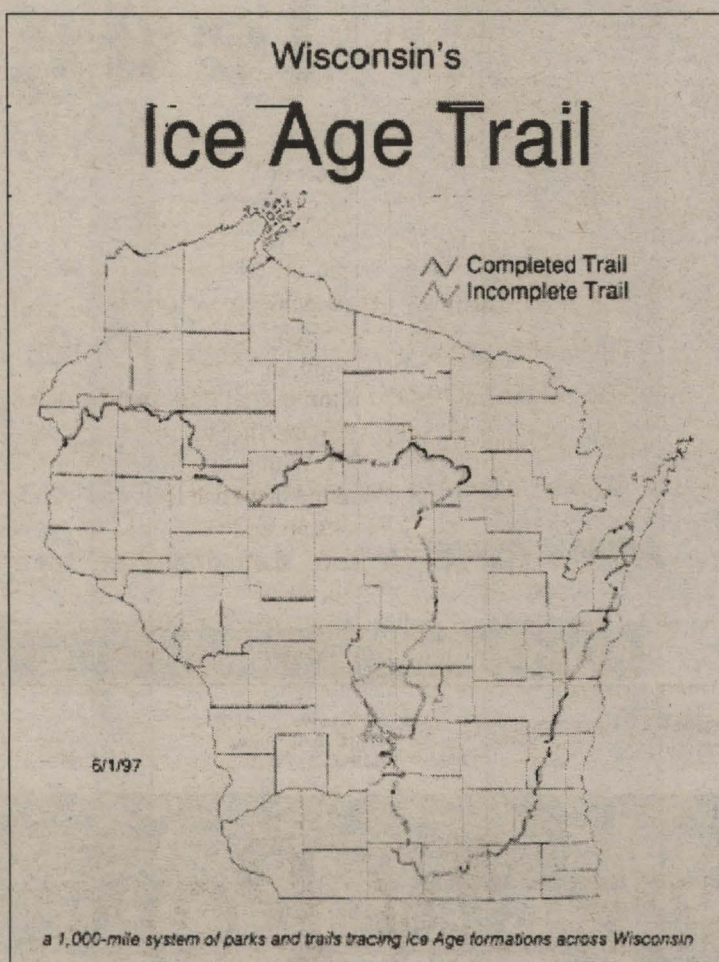 Wisconsin's
Ice Age Trail
Completed Trail
Incomplete Trail
6/1/97
a 1,000-mile system of parks and trails tracing Ice Age formations across Wisconsin